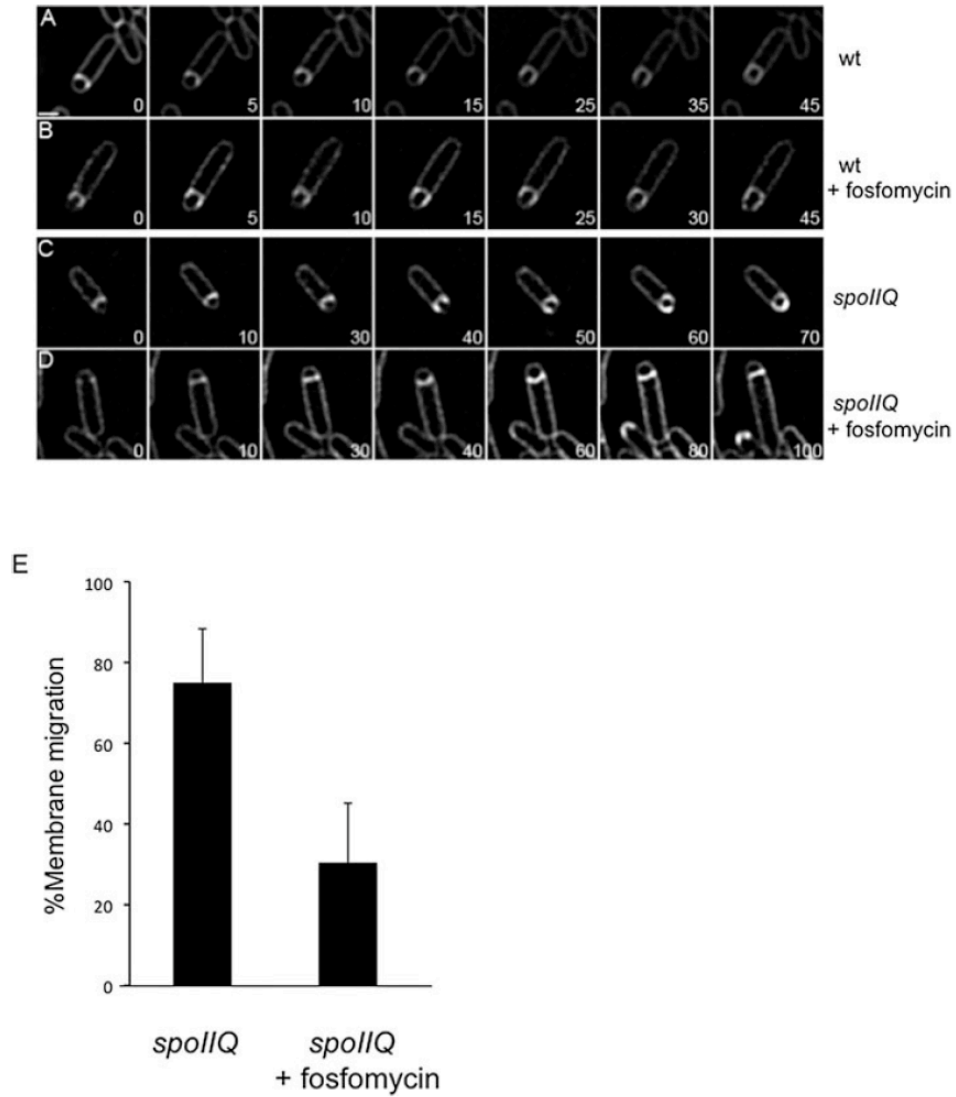 A
0 5 10 15 25 35 45
wt
B
0 5 10 15 25 30 45
wt
+ fosfomycin
C
0 10 30 40 50 60 70
spoIIQ
D
0 10 30 40 60 80 100
spoIIQ
+ fosfomycin
E
%Membrane migration
100
80
60
40
20
0
spoIIQ
spoIIQ
+ fosfomycin